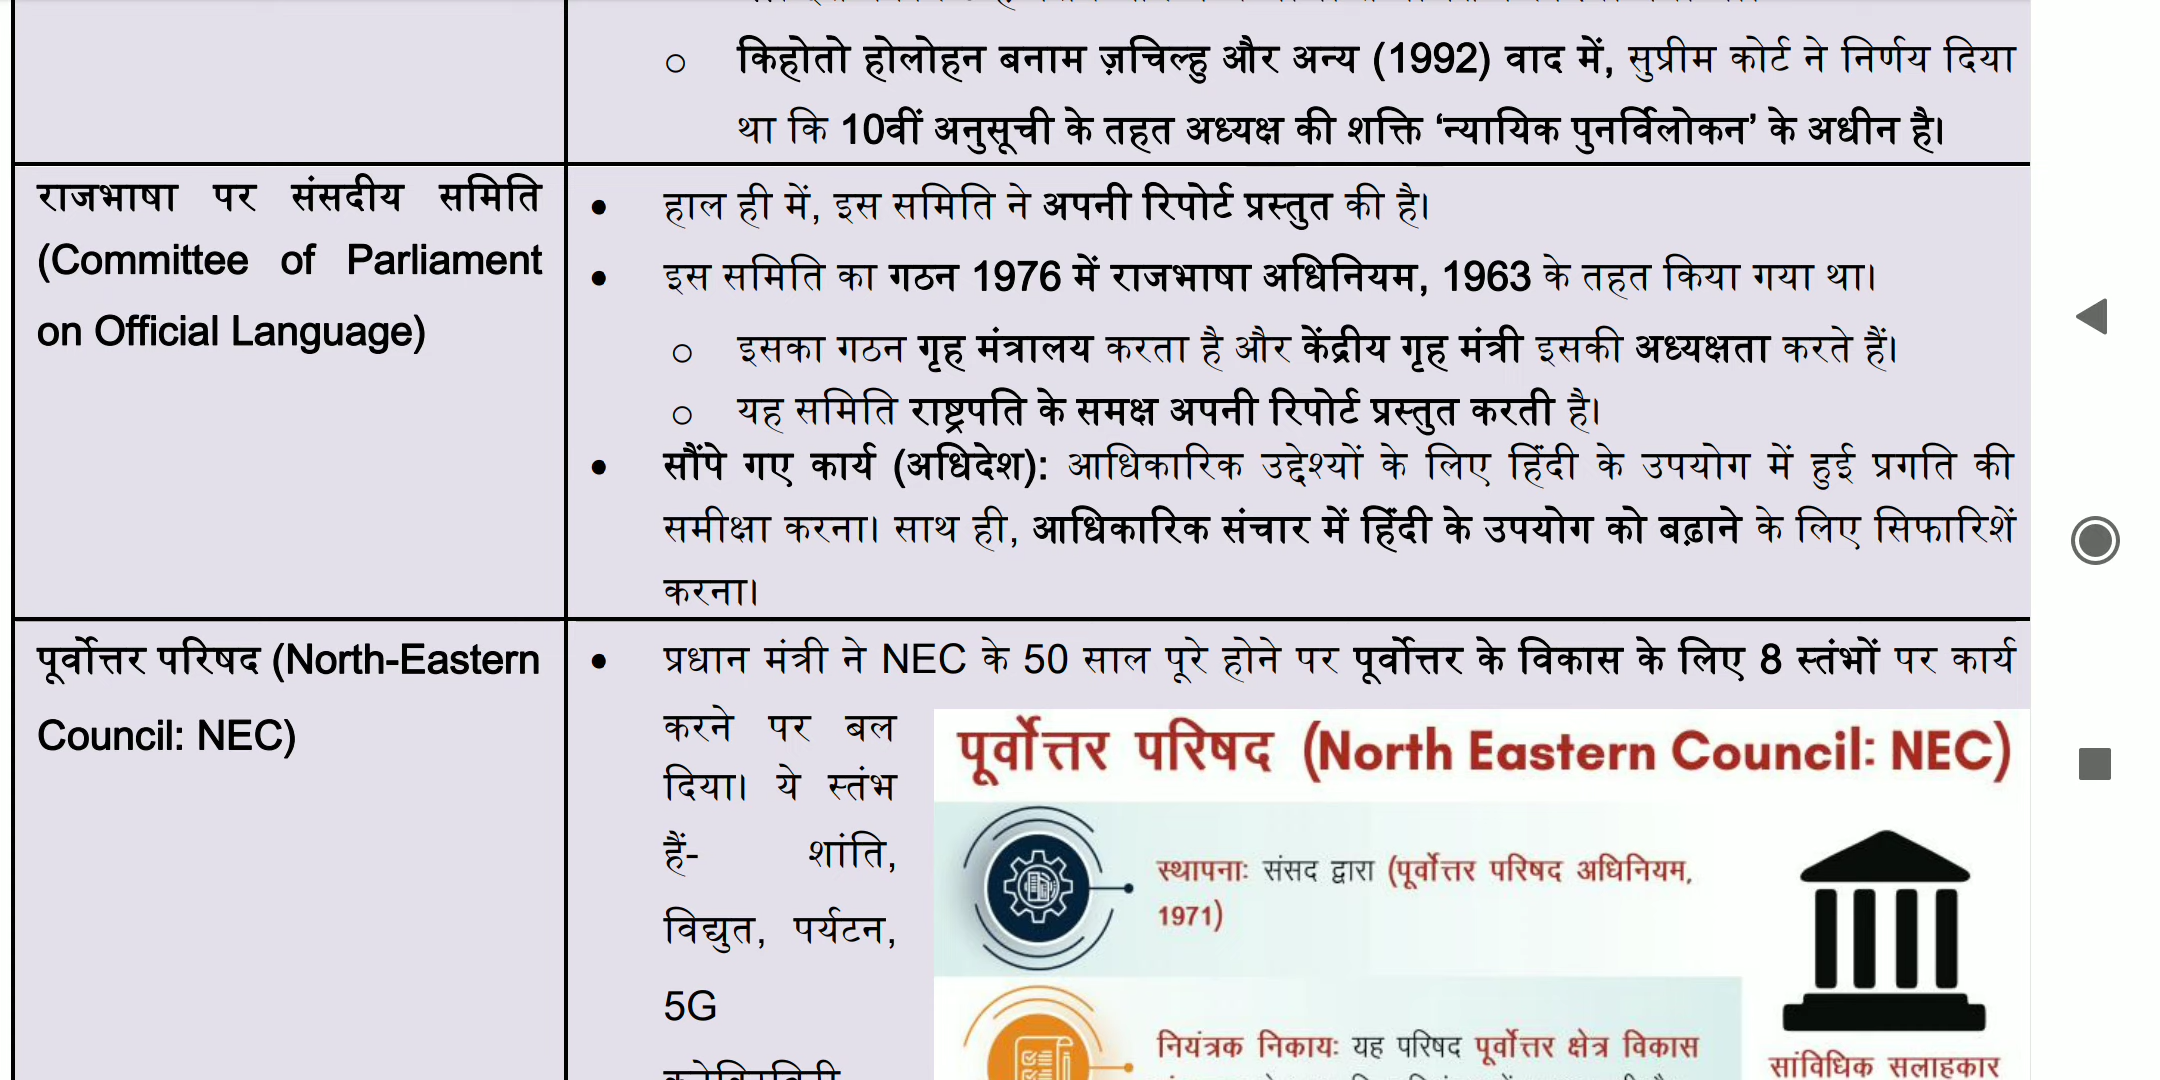 ○ किहोतो होलोहन बनाम ज़चिल्हु और अन्य (1992) वाद में, सुप्रीम कोर्ट ने निर्णय दिया
था कि 10वीं अनुसूची के तहत अध्यक्ष की शक्ति ‘न्यायिक पुनर्विलोकन’ के अधीन है।
राजभाषा पर संसदीय समिति
(Committee of Parliament
on Official Language)
● हाल ही में, इस समिति ने अपनी रिपोर्ट प्रस्तुत की है।
● इस समिति का गठन 1976 में राजभाषा अधिनियम, 1963 के तहत किया गया था।
○ इसका गठन गृह मंत्रालय करता है और केंद्रीय गृह मंत्री इसकी अध्यक्षता करते हैं।
○ यह समिति राष्ट्रपति के समक्ष अपनी रिपोर्ट प्रस्तुत करती है।
● सौंपे गए कार्य (अधिदेश): आधिकारिक उद्देश्यों के लिए हिंदी के उपयोग में हुई प्रगति की
समीक्षा करना। साथ ही, आधिकारिक संचार में हिंदी के उपयोग को बढ़ाने के लिए सिफारिशें
करना।
पूर्वोत्तर परिषद (North-Eastern
Council: NEC)
● प्रधान मंत्री ने NEC के 50 साल पूरे होने पर पूर्वोत्तर के विकास के लिए 8 स्तंभों पर कार्य
करने पर बल
दिया। ये स्तंभ
हैं- शांति,
विद्युत, पर्यटन,
5G
पूर्वोत्तर परिषद (North Eastern Council: NEC)
स्थापनाः संसद द्वारा (पूर्वोत्तर परिषद अधिनियम,
1971)
नियंत्रक निकायः यह परिषद पूर्वोत्तर क्षेत्र विकास
सांविधिक सलाहकार